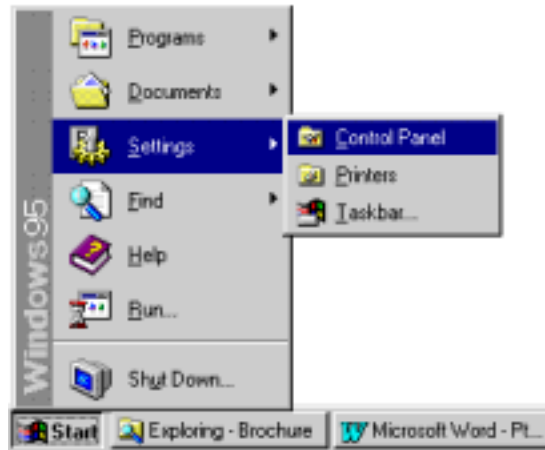 Programs
Documents
Settings
Control Panel
Printers
Taskbar...
Find
Help
Run...
Shut Down...
Windows95
Start
Exploring - Brochure
Microsoft Word - Pt...